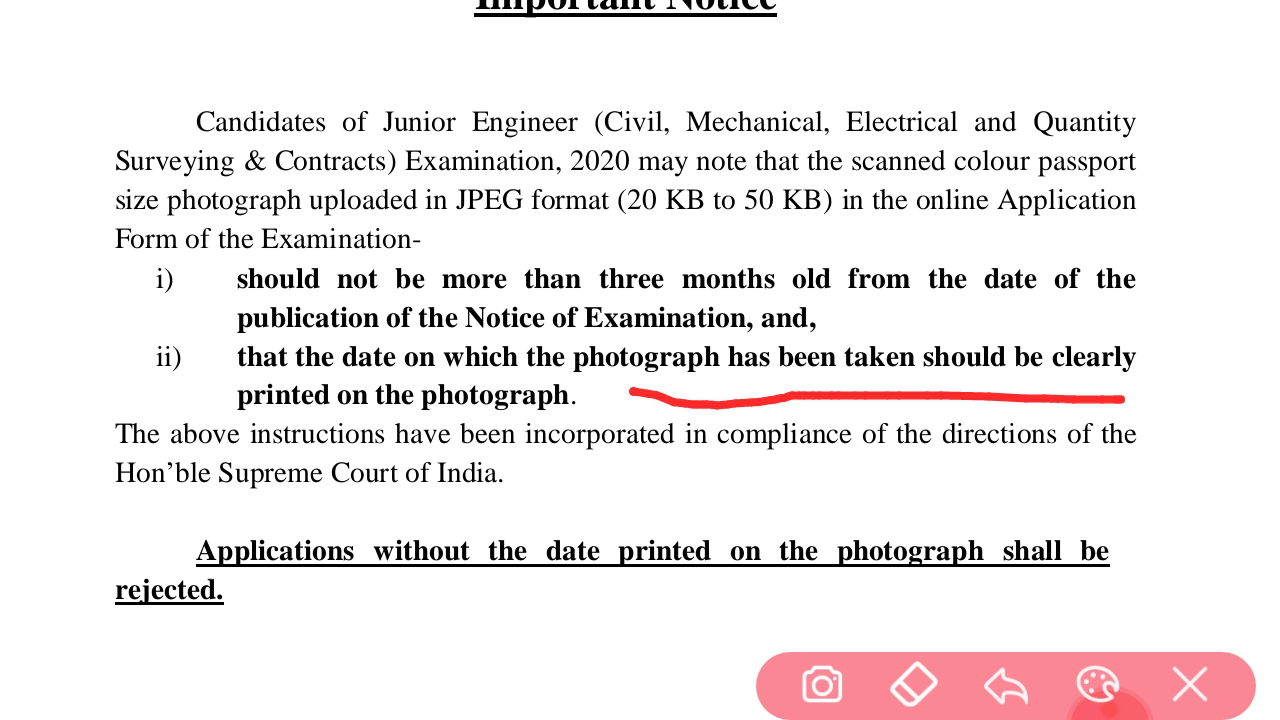 Important Notice
Candidates of Junior Engineer (Civil, Mechanical, Electrical and Quantity
Surveying & Contracts) Examination, 2020 may note that the scanned colour passport
size photograph uploaded in JPEG format (20 KB to 50 KB) in the online Application
Form of the Examination-
i) should not be more than three months old from the date of the
publication of the Notice of Examination, and,
ii) that the date on which the photograph has been taken should be clearly
printed on the photograph.
The above instructions have been incorporated in compliance of the directions of the
Hon’ble Supreme Court of India.
Applications without the date printed on the photograph shall be
rejected.